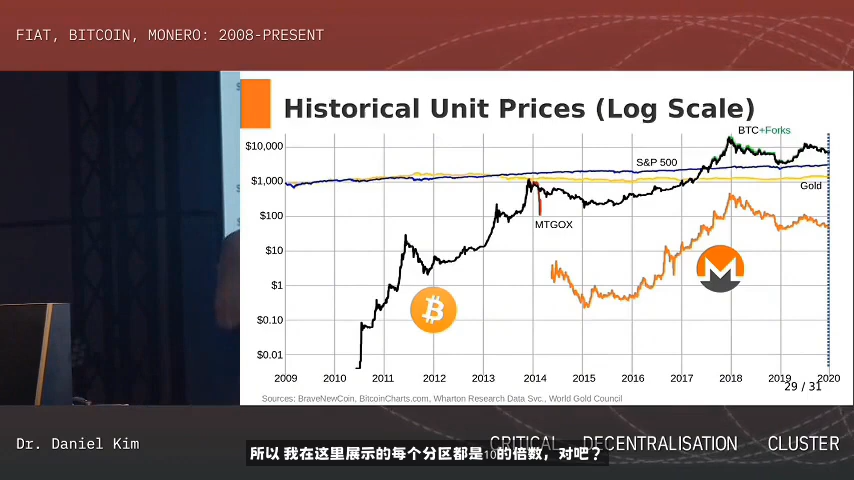 FIAT, BITCOIN, MONERO: 2008-PRESENT
Historical Unit Prices (Log Scale)
BTC+Forks
$10,000
S&P 500
$1,000
Gold
$100
MTGOX
$10
$1
$0.10
$0.01
2009 2010 2011 2012 2013 2014 2015 2016 2017 2018 2019 2020
29 / 31
Sources: BraveNewCoin, BitcoinCharts.com, Wharton Research Data Svc., World Gold Council
Dr. Daniel Kim
CRITICAL DECENTRALISATION CLUSTER
所以 我在这里展示的每个分区都是10的倍数，对吧？